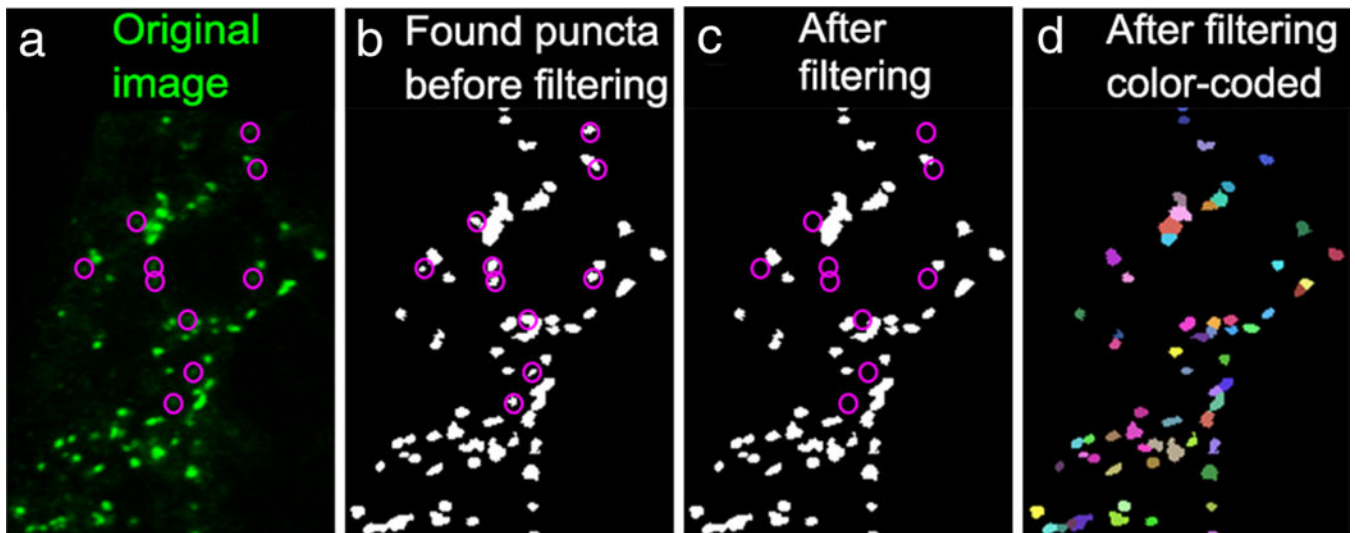 a
Original
image
b
Found puncta
before filtering
c
After
filtering
d
After filtering
color-coded